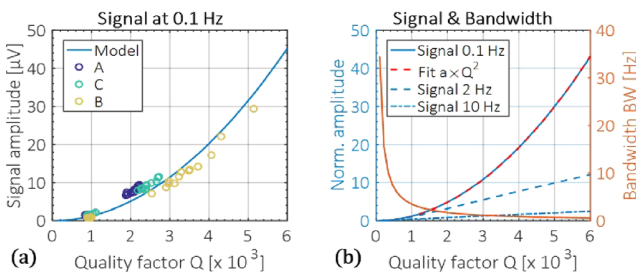 Signal at 0.1 Hz
Signal amplitude [µV]
50
40
30
20
10
0
Model
A
C
B
0 1 2 3 4 5 6
Quality factor Q [x 10³]
(a)
Signal & Bandwidth
Norm. amplitude
50
40
30
20
10
0
Signal 0.1 Hz
Fit a×Q²
Signal 2 Hz
Signal 10 Hz
40
30
20
10
0
Bandwidth BW [Hz]
0 1 2 3 4 5 6
Quality factor Q [x 10³]
(b)